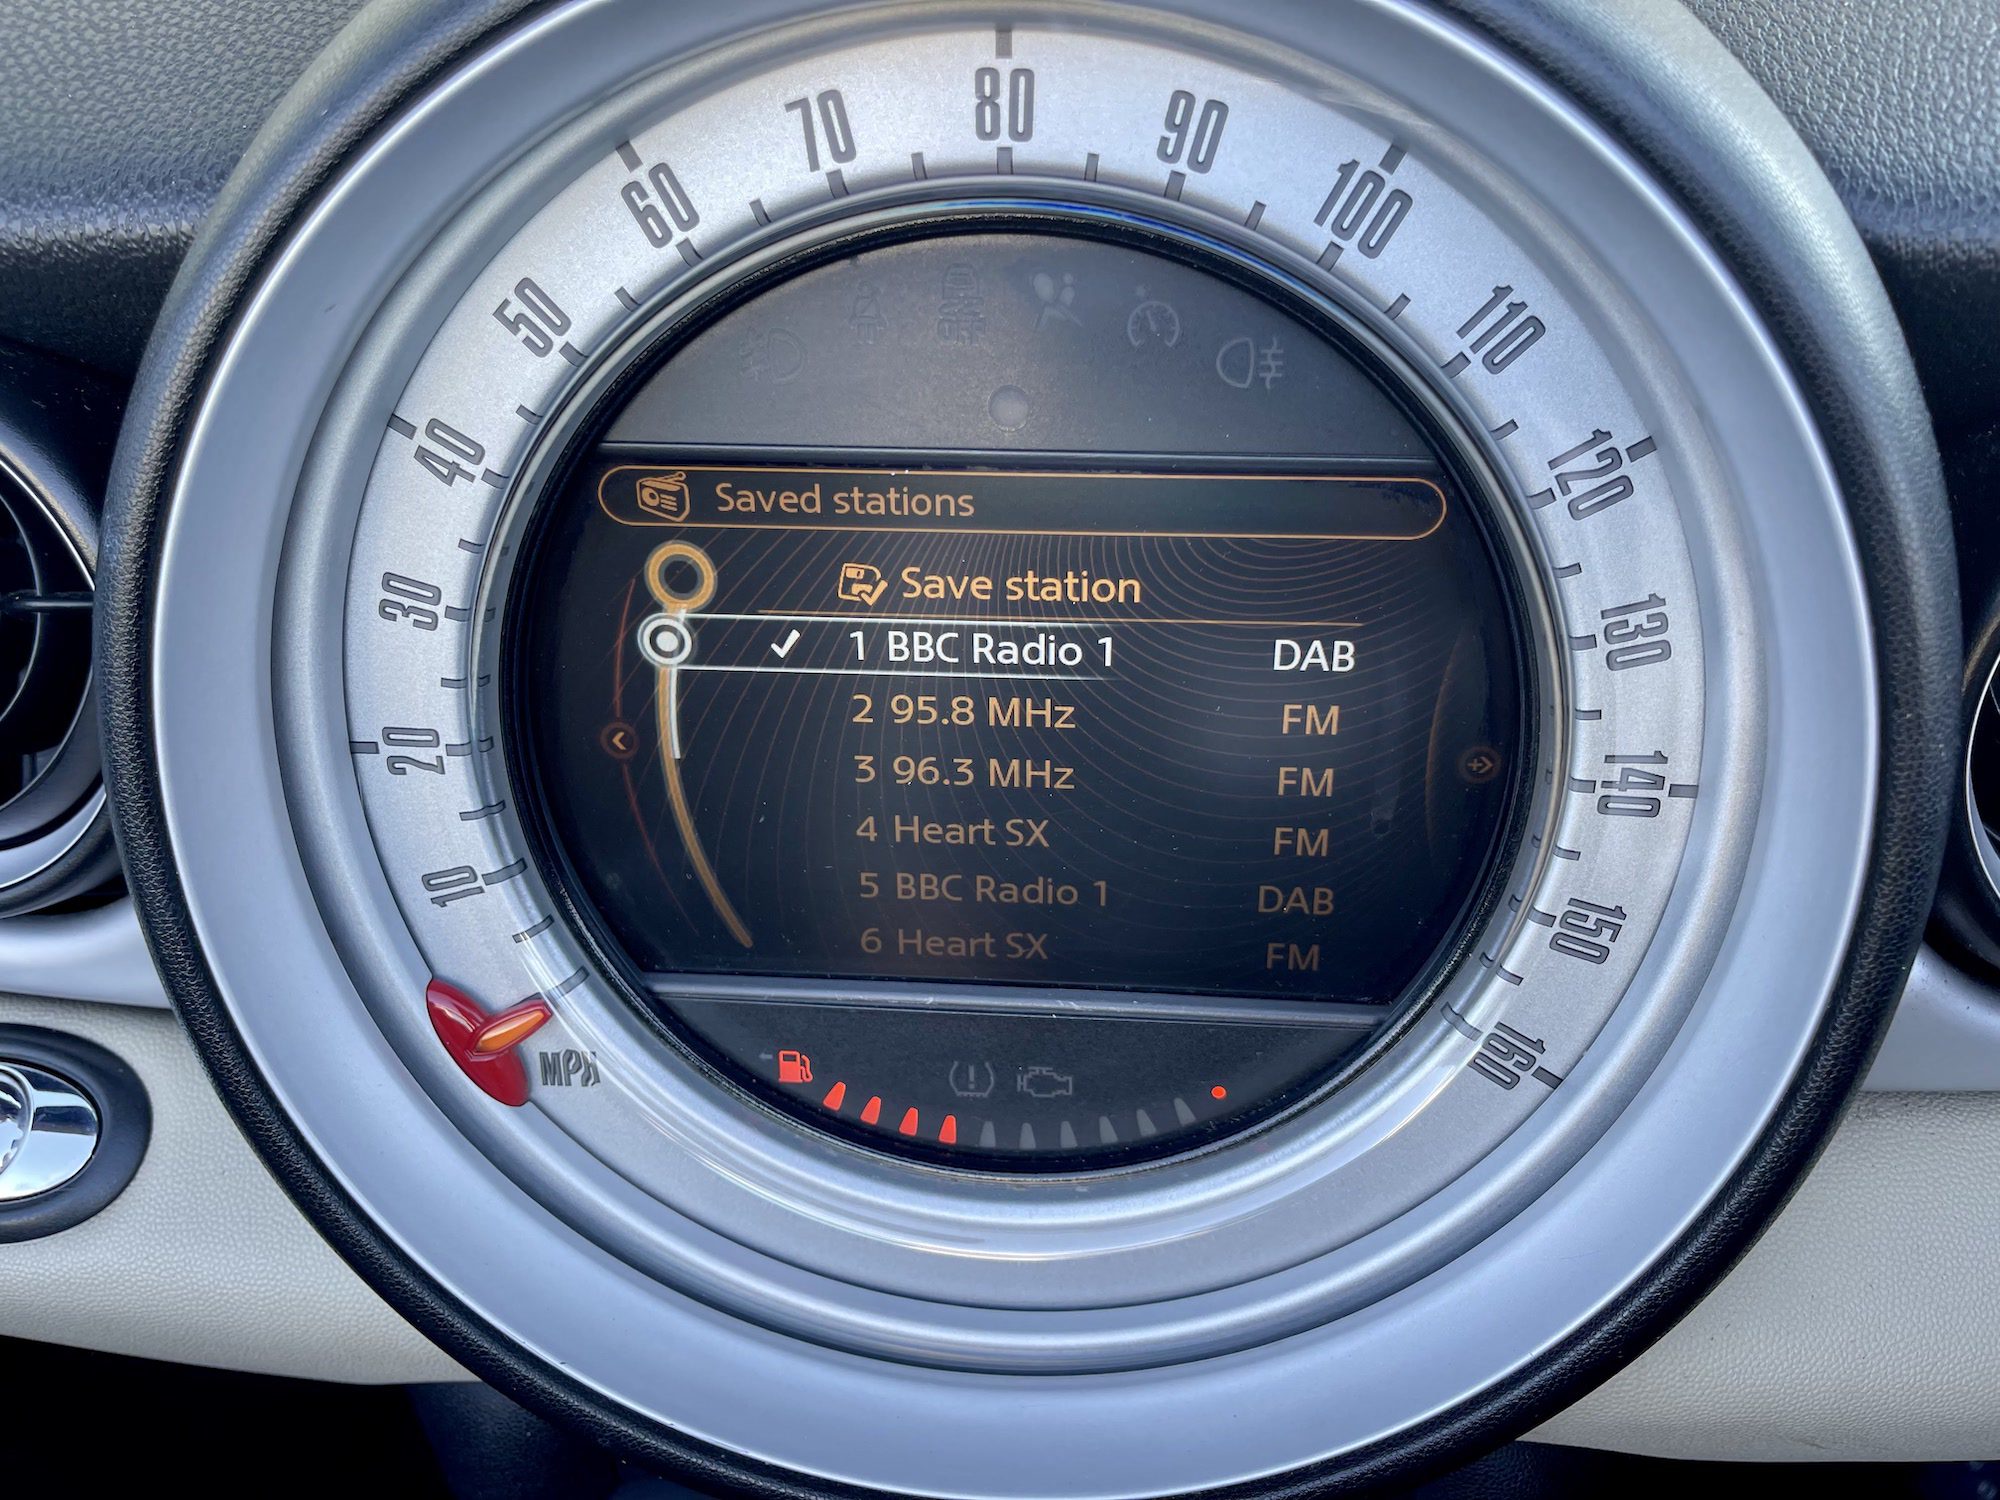 80
70
90
60
100
50
110
40
120
30
130
20
140
10
150
160
MPH
OFF
Saved stations
Save station
1 BBC Radio 1 DAB
2 95.8 MHz FM
3 96.3 MHz FM
4 Heart SX FM
5 BBC Radio 1 DAB
6 Heart SX FM